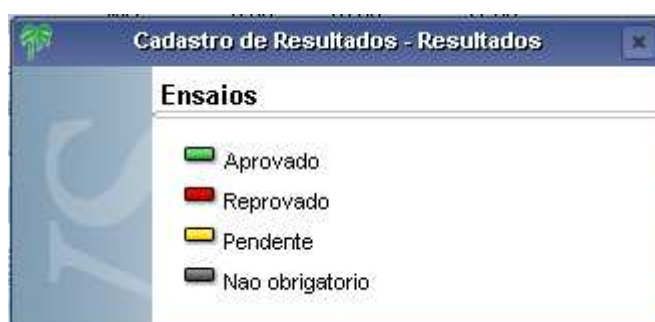 Cadastro de Resultados - Resultados
Ensaios
Aprovado
Reprovado
Pendente
Nao obrigatorio